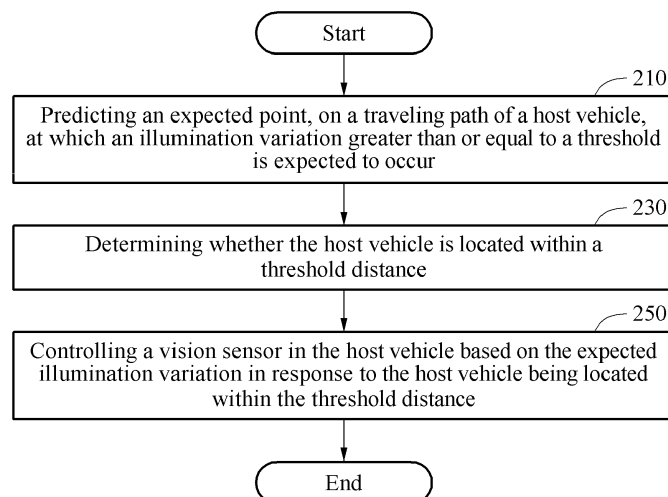 Start
210
Predicting an expected point, on a traveling path of a host vehicle,
at which an illumination variation greater than or equal to a threshold
is expected to occur
230
Determining whether the host vehicle is located within a
threshold distance
250
Controlling a vision sensor in the host vehicle based on the expected
illumination variation in response to the host vehicle being located
within the threshold distance
End